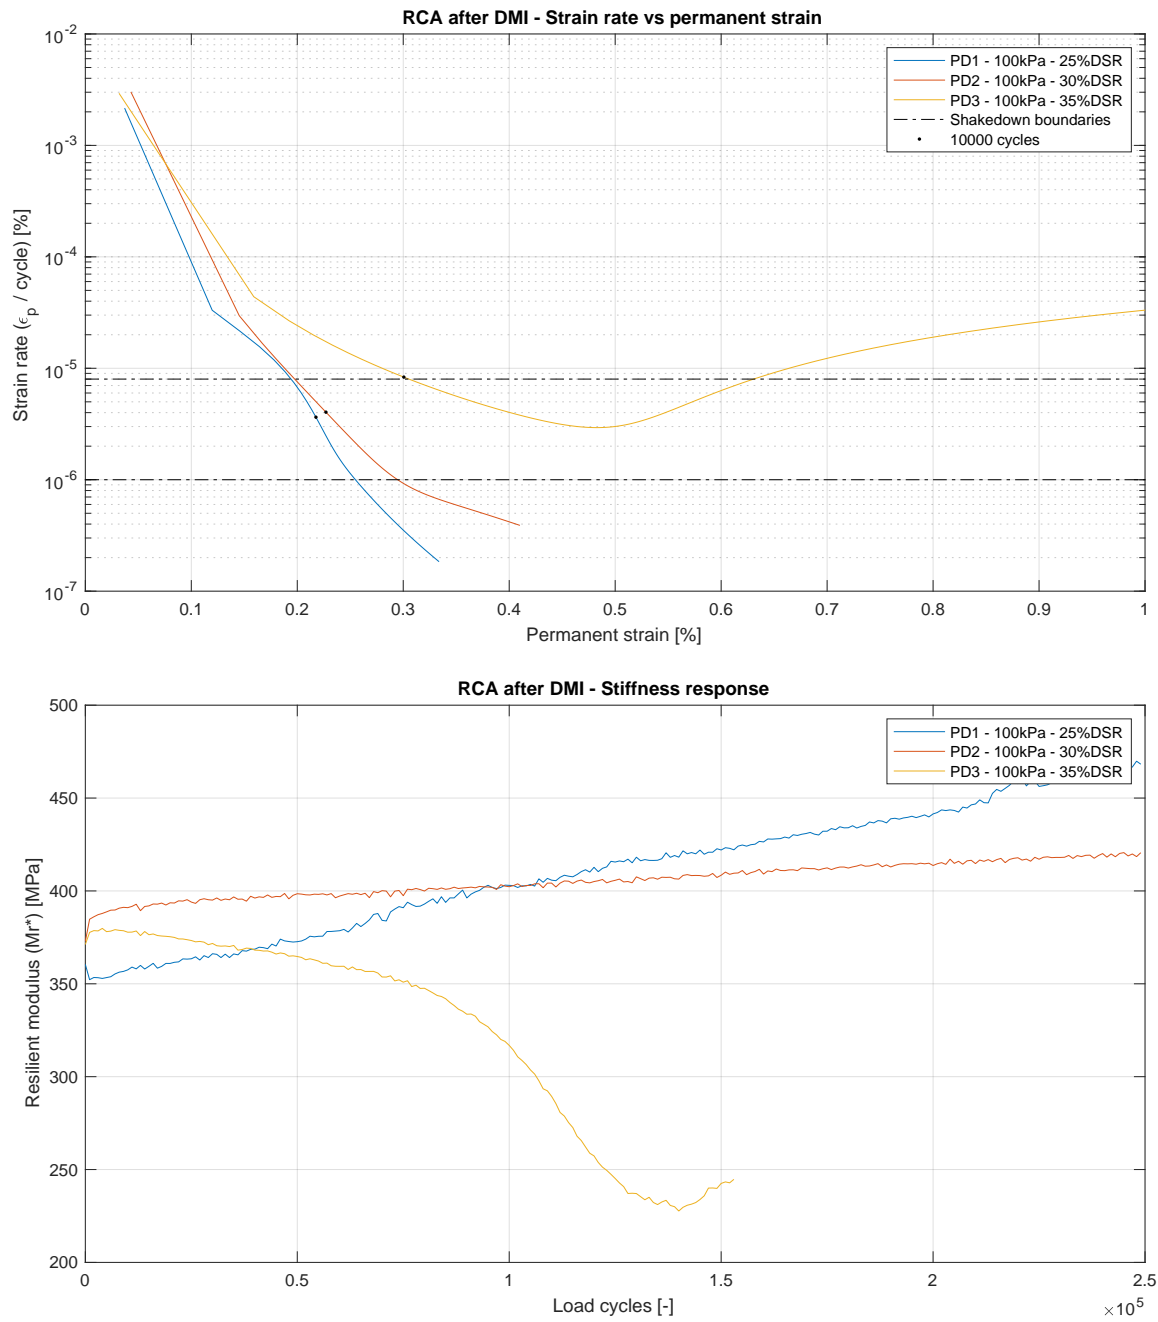 RCA after DMI - Strain rate vs permanent strain
10^-2
10^-3
10^-4
10^-5
10^-6
10^-7
Strain rate (ϵ_p / cycle) [%]
PD1 - 100kPa - 25%DSR
PD2 - 100kPa - 30%DSR
PD3 - 100kPa - 35%DSR
Shakedown boundaries
10000 cycles
0 0.1 0.2 0.3 0.4 0.5 0.6 0.7 0.8 0.9 1
Permanent strain [%]
RCA after DMI - Stiffness response
500
450
400
350
300
250
200
Resilient modulus (Mr*) [MPa]
PD1 - 100kPa - 25%DSR
PD2 - 100kPa - 30%DSR
PD3 - 100kPa - 35%DSR
0 0.5 1 1.5 2 2.5
Load cycles [-]
×10^5